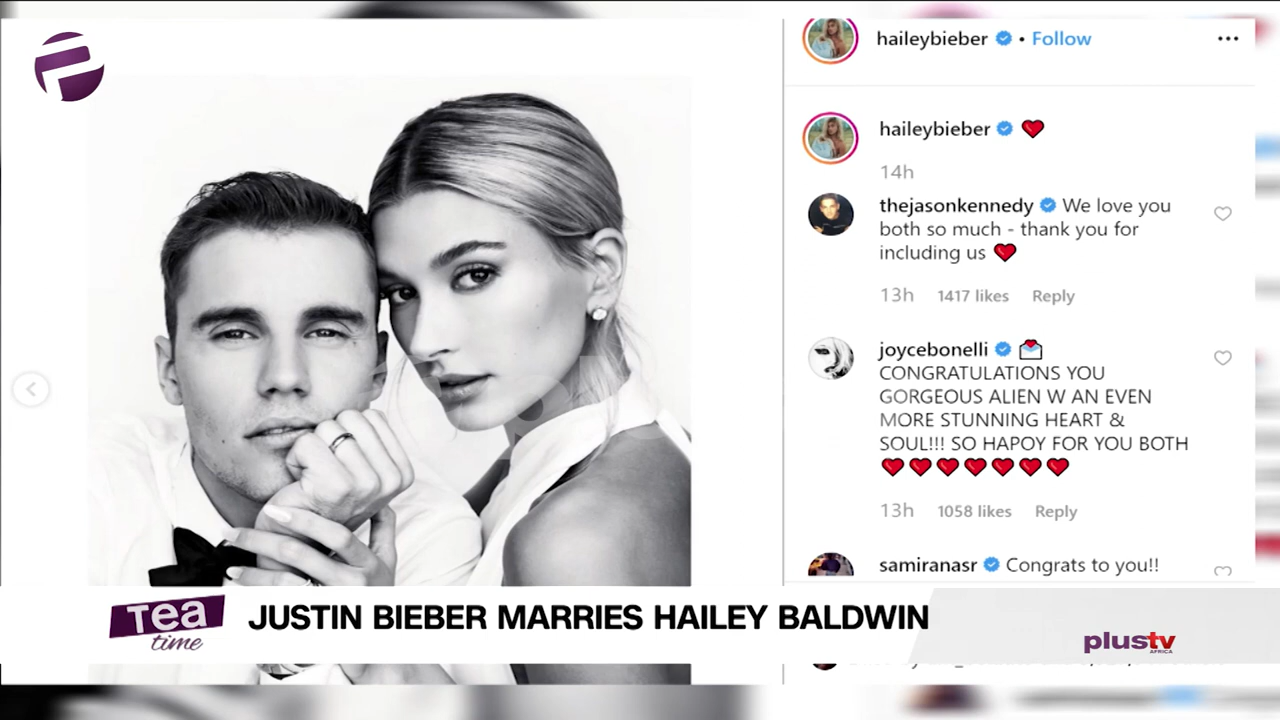 haileybieber • Follow
haileybieber
14h
thejasonkennedy We love you
both so much - thank you for
including us
13h 1417 likes Reply
joycebonelli
CONGRATULATIONS YOU
GORGEOUS ALIEN W AN EVEN
MORE STUNNING HEART &
SOUL!!! SO HAPOY FOR YOU BOTH
13h 1058 likes Reply
samiranasr Congrats to you!!
Tea
time
JUSTIN BIEBER MARRIES HAILEY BALDWIN
plustv
AFRICA